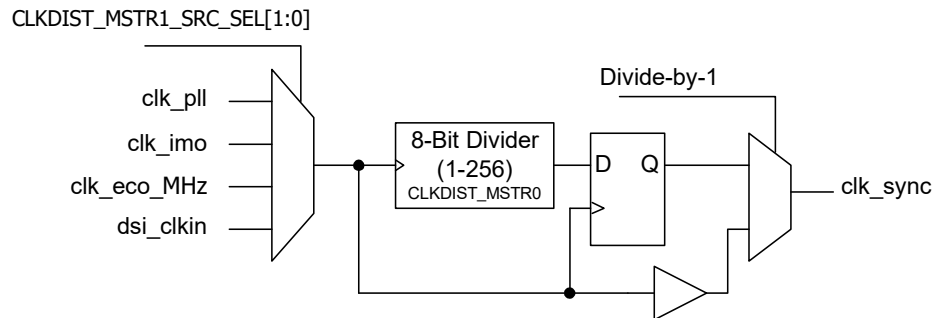 CLKDIST_MSTR1_SRC_SEL[1:0]
Divide-by-1
clk_pll
clk_imo
clk_eco_MHz
dsi_clkin
8-Bit Divider
(1-256)
CLKDIST_MSTR0
D Q
clk_sync